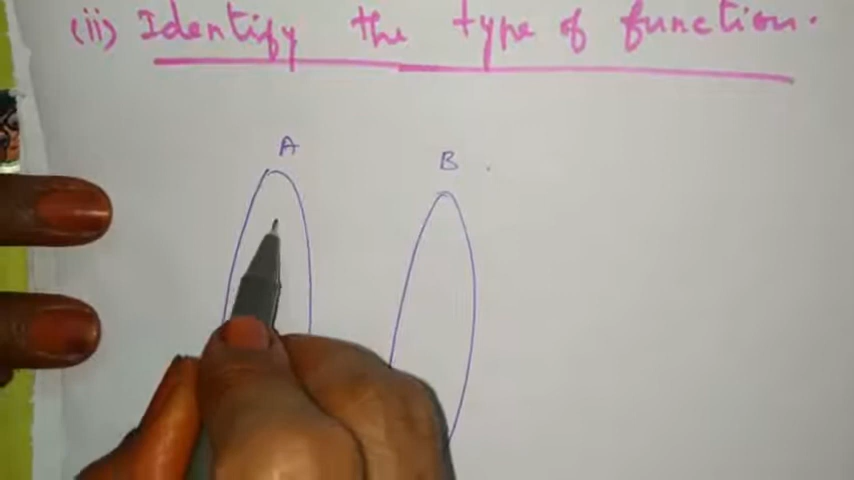 (ii) Identify the type of function.
A
B